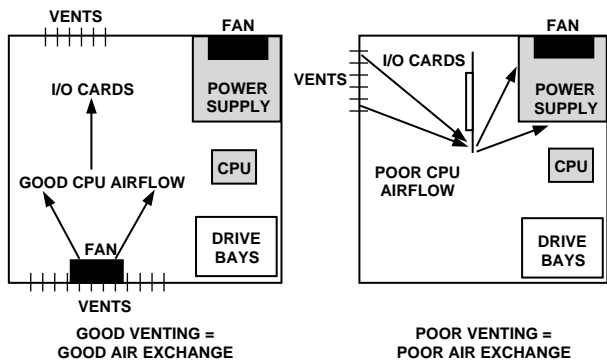 VENTS
FAN
I/O CARDS
POWER
SUPPLY
CPU
GOOD CPU AIRFLOW
FAN
DRIVE
BAYS
VENTS
GOOD VENTING =
GOOD AIR EXCHANGE
FAN
I/O CARDS
VENTS
POWER
SUPPLY
CPU
POOR CPU
AIRFLOW
DRIVE
BAYS
POOR VENTING =
POOR AIR EXCHANGE